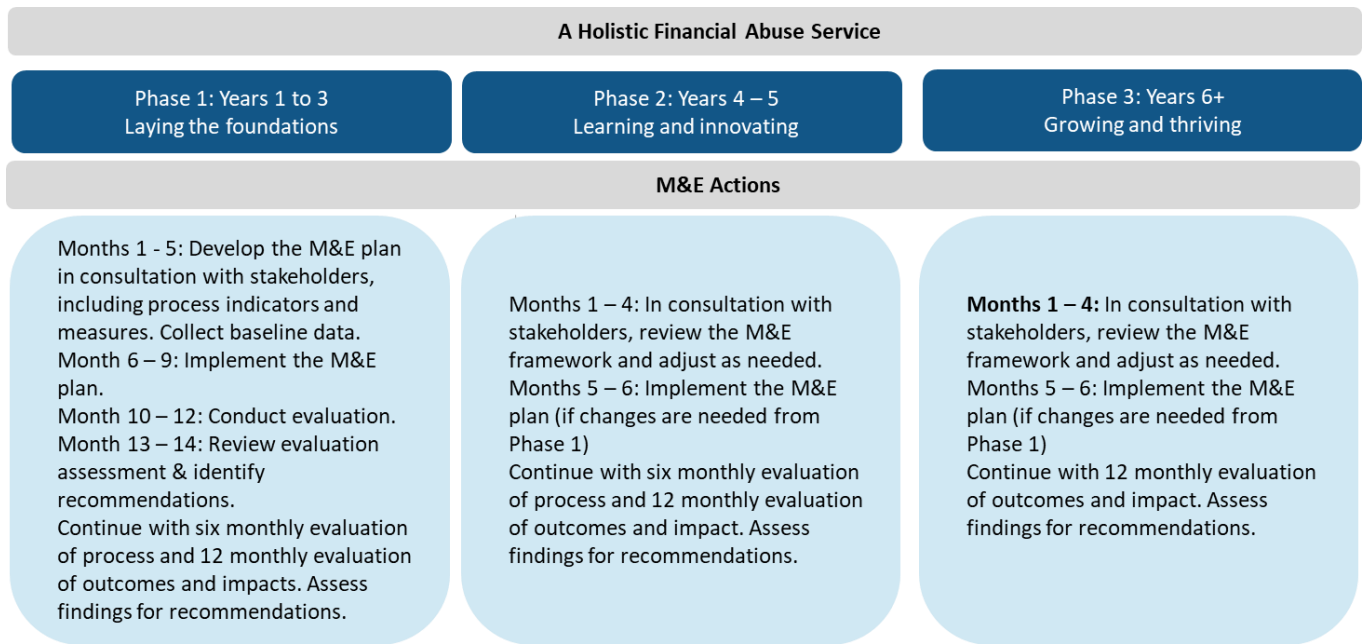 A Holistic Financial Abuse Service
Phase 1: Years 1 to 3
Laying the foundations
Phase 2: Years 4 – 5
Learning and innovating
Phase 3: Years 6+
Growing and thriving
M&E Actions
Months 1 - 5: Develop the M&E plan
in consultation with stakeholders,
including process indicators and
measures. Collect baseline data.
Month 6 – 9: Implement the M&E
plan.
Month 10 – 12: Conduct evaluation.
Month 13 – 14: Review evaluation
assessment & identify
recommendations.
Continue with six monthly evaluation
of process and 12 monthly evaluation
of outcomes and impacts. Assess
findings for recommendations.
Months 1 – 4: In consultation with
stakeholders, review the M&E
framework and adjust as needed.
Months 5 – 6: Implement the M&E
plan (if changes are needed from
Phase 1)
Continue with six monthly evaluation
of process and 12 monthly evaluation
of outcomes and impact. Assess
findings for recommendations.
Months 1 – 4: In consultation with
stakeholders, review the M&E
framework and adjust as needed.
Months 5 – 6: Implement the M&E
plan (if changes are needed from
Phase 1)
Continue with 12 monthly evaluation
of outcomes and impact. Assess
findings for recommendations.